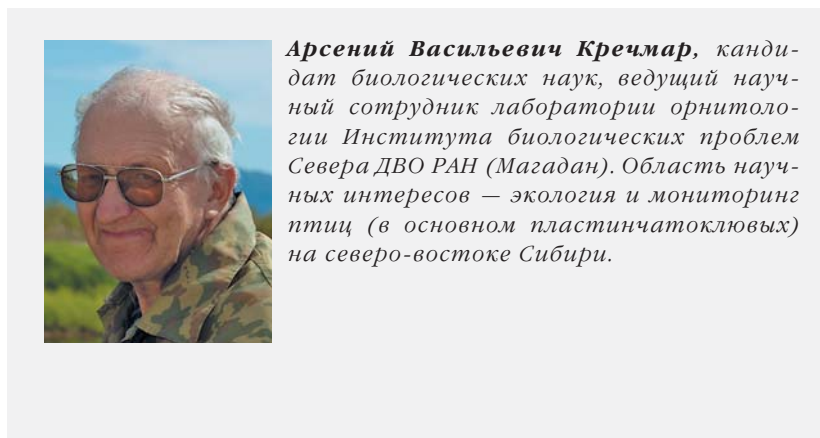 Арсений Васильевич Кречмар, канди-
дат биологических наук, ведущий науч-
ный сотрудник лаборатории орнитоло-
гии Института биологических проблем
Севера ДВО РАН (Магадан). Область науч-
ных интересов — экология и мониторинг
птиц (в основном пластинчатоклювых)
на северо-востоке Сибири.